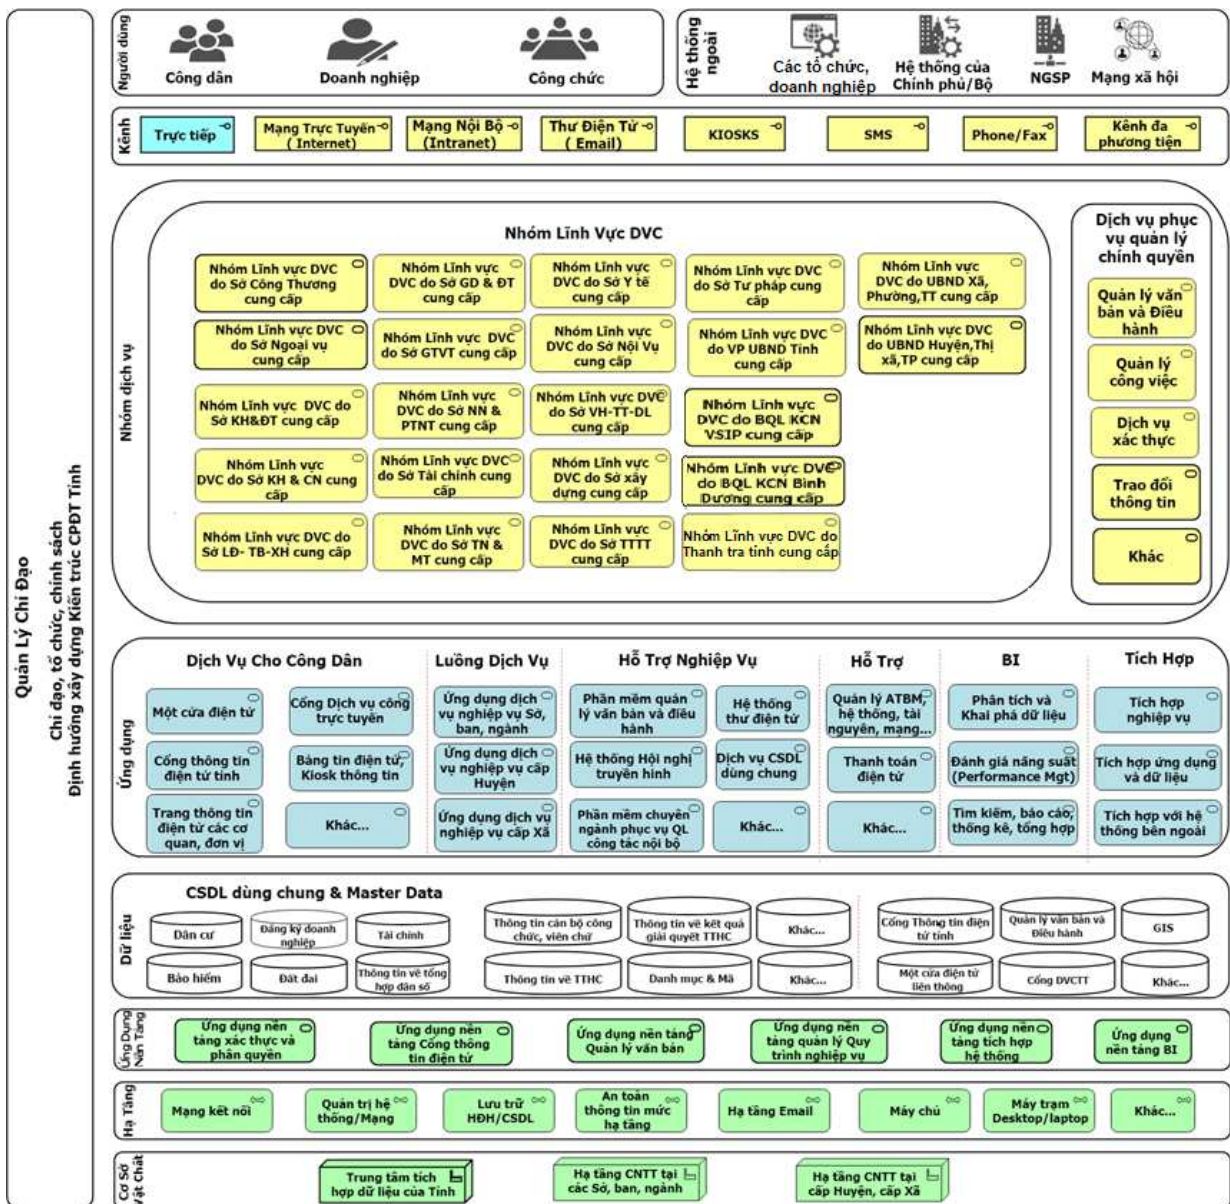 Quản Lý Chỉ Đạo
Chỉ đạo, tổ chức, chính sách
Định hướng xây dựng Kiến trúc CPĐT Tỉnh
Người dùng
Công dân
Doanh nghiệp
Công chức
Hệ thống
ngoài
Các tổ chức,
doanh nghiệp
Hệ thống của
Chính phủ/Bộ
NGSP
Mạng xã hội
Kênh
Trực tiếp
Mạng Trực Tuyến
( Internet)
Mạng Nội Bộ
(Intranet)
Thư Điện Tử
( Email)
KIOSKS
SMS
Phone/Fax
Kênh đa
phương tiện
Nhóm dịch vụ
Nhóm Lĩnh Vực DVC
Nhóm Lĩnh vực DVC
do Sở Công Thương
cung cấp
Nhóm Lĩnh vực
DVC do Sở GD & ĐT
cung cấp
Nhóm Lĩnh vực
DVC do Sở Y tế
cung cấp
Nhóm Lĩnh vực DVC
do Sở Tư pháp cung
cấp
Nhóm Lĩnh vực
DVC do UBND Xã,
Phường,TT cung cấp
Nhóm Lĩnh vực DVC
do Sở Ngoại vụ
cung cấp
Nhóm Lĩnh vực DVC
do Sở GTVT cung cấp
Nhóm Lĩnh vực
DVC do Sở Nội Vụ
cung cấp
Nhóm Lĩnh vực DVC
do VP UBND Tỉnh
cung cấp
Nhóm Lĩnh vực DVC
do UBND Huyện,Thị
xã,TP cung cấp
Nhóm Lĩnh vực DVC do
Sở KH&ĐT cung cấp
Nhóm Lĩnh vực
DVC do Sở NN &
PTNT cung cấp
Nhóm Lĩnh vực DVC
do Sở VH-TT-DL
cung cấp
Nhóm Lĩnh vực
DVC do BQL KCN
VSIP cung cấp
Nhóm Lĩnh vực
DVC do Sở KH & CN cung
cấp
Nhóm Lĩnh vực DVC
do Sở Tài chính cung
cấp
Nhóm Lĩnh vực
DVC do Sở xây
dựng cung cấp
Nhóm Lĩnh vực DVC
do BQL KCN Bình
Dương cung cấp
Nhóm Lĩnh vực DVC do
Sở LĐ- TB-XH cung cấp
Nhóm Lĩnh vực
DVC do Sở TN &
MT cung cấp
Nhóm Lĩnh vực
DVC do Sở TTTT
cung cấp
Nhóm Lĩnh vực DVC do
Thanh tra tỉnh cung cấp
Dịch vụ phục
vụ quản lý
chính quyền
Quản lý văn
bản và Điều
hành
Quản lý
công việc
Dịch vụ
xác thực
Trao đổi
thông tin
Khác
Ứng dụng
Dịch Vụ Cho Công Dân
Luồng Dịch Vụ
Hỗ Trợ Nghiệp Vụ
Hỗ Trợ
BI
Tích Hợp
Một cửa điện tử
Cổng Dịch vụ công
trực tuyến
Ứng dụng dịch
vụ nghiệp vụ Sở,
ban, ngành
Phần mềm quản
lý văn bản và điều
hành
Hệ thống
thư điện tử
Quản lý ATBM,
hệ thống, tài
nguyên, mạng...
Phân tích và
Khai phá dữ liệu
Tích hợp
nghiệp vụ
Cổng thông tin
điện tử tỉnh
Bảng tin điện tử,
Kiosk thông tin
Ứng dụng dịch
vụ nghiệp vụ cấp
Huyện
Hệ thống Hội nghị
truyền hình
Dịch vụ CSDL
dùng chung
Thanh toán
điện tử
Đánh giá năng suất
(Performance Mgt)
Tích hợp ứng dụng
và dữ liệu
Trang thông tin
điện tử các cơ
quan, đơn vị
Khác...
Ứng dụng dịch vụ
nghiệp vụ cấp Xã
Phần mềm chuyên
ngành phục vụ QL
công tác nội bộ
Khác...
Khác...
Tìm kiếm, báo cáo,
thống kê, tổng hợp
Tích hợp với hệ
thống bên ngoài
Dữ liệu
CSDL dùng chung & Master Data
Dân cư
Đăng ký doanh
nghiệp
Tài chính
Thông tin cán bộ công
chức, viên chứ
Thông tin về kết quả
giải quyết TTHC
Khác...
Cổng Thông tin điện
tử tỉnh
Quản lý văn bản và
Điều hành
GIS
Bảo hiểm
Đất đai
Thông tin về tổng
hợp dân số
Thông tin về TTHC
Danh mục & Mã
Khác...
Một cửa điện tử
liên thông
Cổng DVCTT
Khác...
Ứng Dụng
Nền Tảng
Ứng dụng nền
tảng xác thực và
phân quyền
Ứng dụng nền
tảng Cổng thông
tin điện tử
Ứng dụng nền tảng
Quản lý văn bản
Ứng dụng nền
tảng quản lý Quy
trình nghiệp vụ
Ứng dụng nền
tảng tích hợp
hệ thống
Ứng dụng
nền tảng BI
Hạ Tầng
Mạng kết nối
Quản trị hệ
thống/Mạng
Lưu trữ
HĐH/CSDL
An toàn
thông tin mức
hạ tầng
Hạ tầng Email
Máy chủ
Máy trạm
Desktop/laptop
Khác...
Cơ Sở
Vật Chất
Trung tâm tích
hợp dữ liệu của Tỉnh
Hạ tầng CNTT tại
các Sở, ban, ngành
Hạ tầng CNTT tại
cấp Huyện, cấp Xã